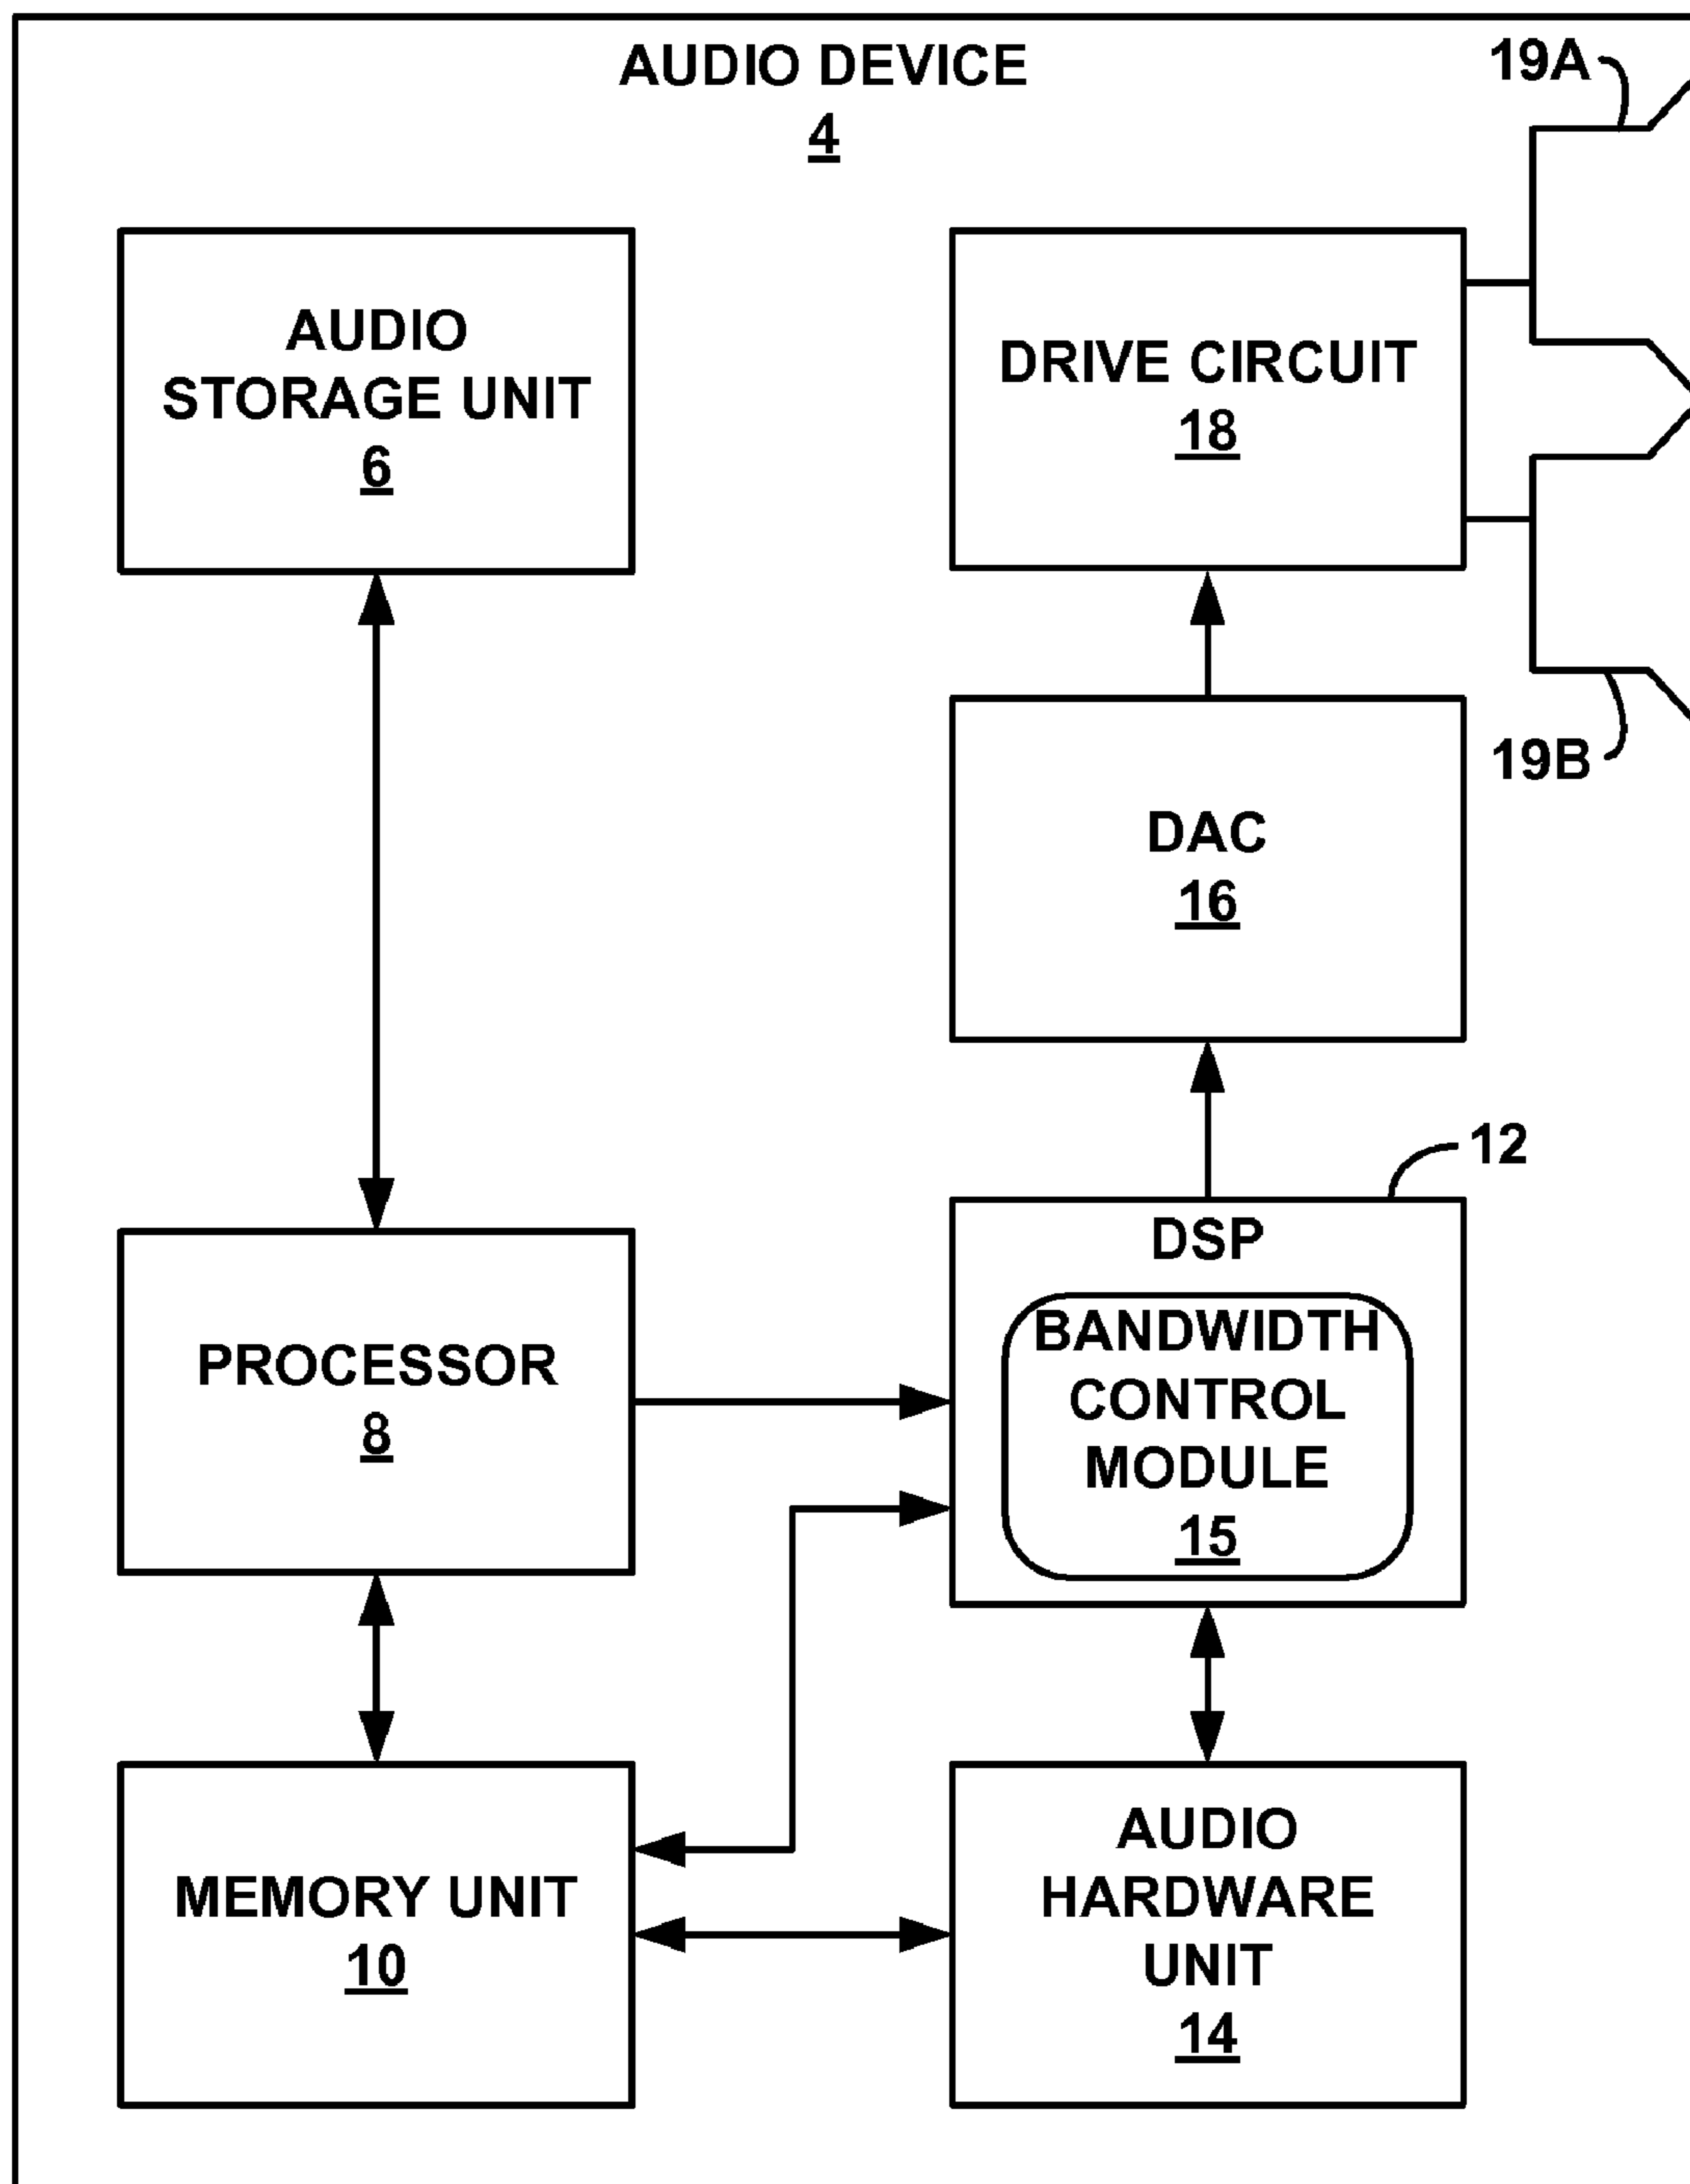 AUDIO DEVICE
4
19A
AUDIO
STORAGE UNIT
6
DRIVE CIRCUIT
18
19B
DAC
16
12
DSP
BANDWIDTH
CONTROL
MODULE
15
PROCESSOR
8
MEMORY UNIT
10
AUDIO
HARDWARE
UNIT
14